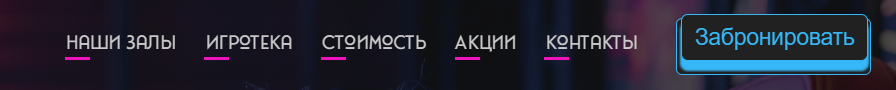 НАШИ ЗАЛЫ ИГРОТЕКА СТОИМОСТЬ АКЦИИ КОНТАКТЫ Забронировать